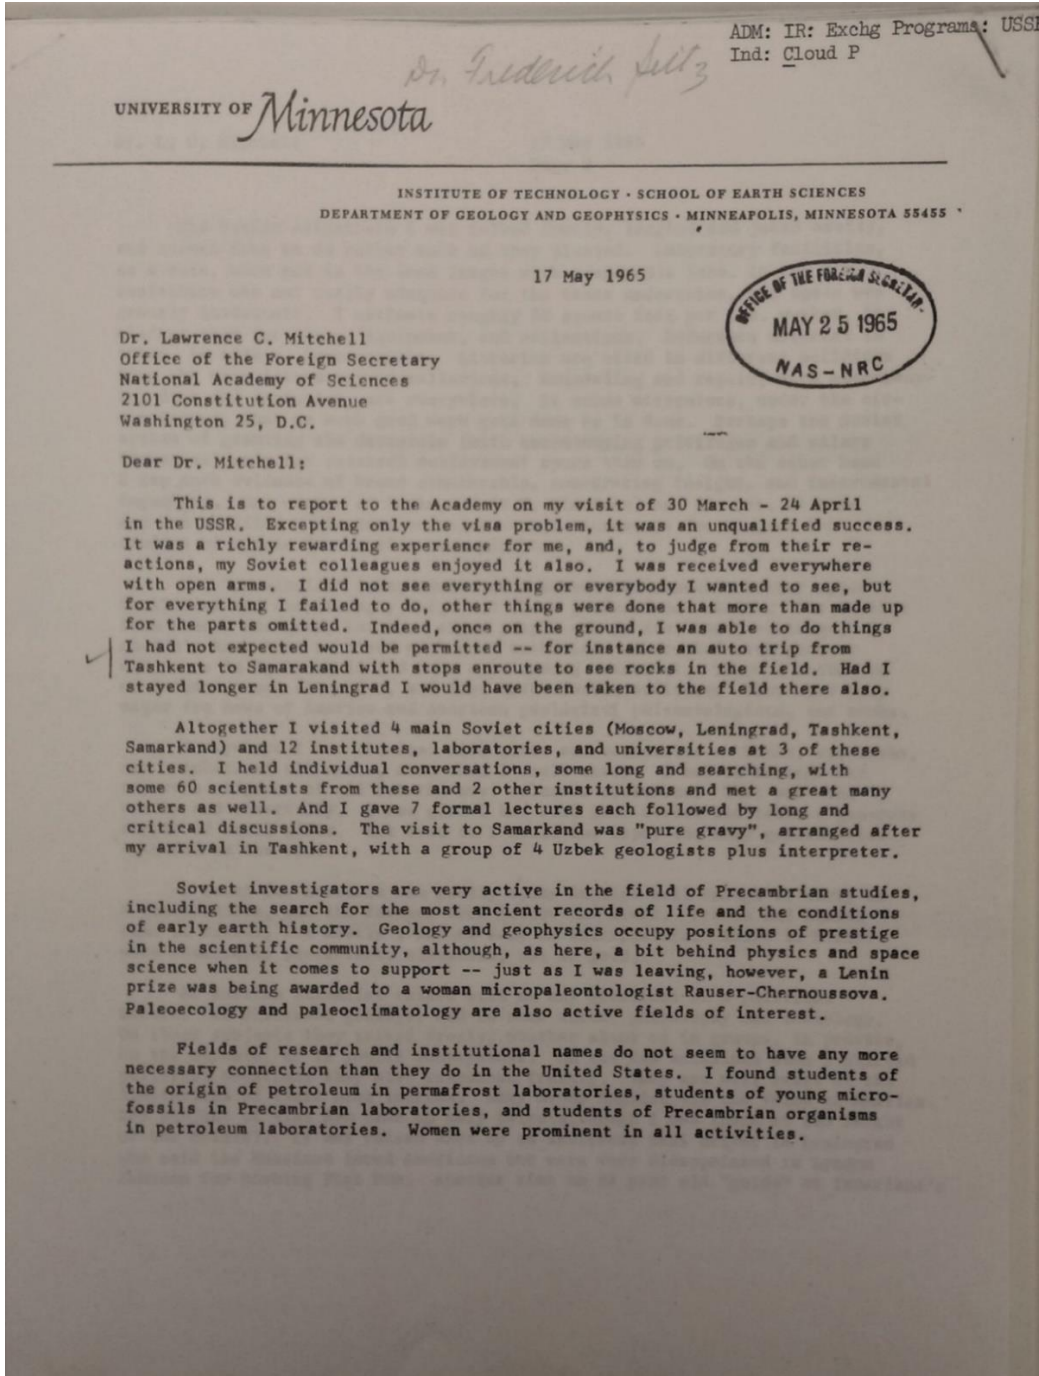 ADM: IR: Exchg Programs: USSR
Ind: Cloud P
Dr. Frederick Seitz
UNIVERSITY OF Minnesota
INSTITUTE OF TECHNOLOGY • SCHOOL OF EARTH SCIENCES
DEPARTMENT OF GEOLOGY AND GEOPHYSICS • MINNEAPOLIS, MINNESOTA 55455
17 May 1965
OFFICE OF THE FOREIGN SECRETARY
MAY 25 1965
NAS-NRC
Dr. Lawrence C. Mitchell
Office of the Foreign Secretary
National Academy of Sciences
2101 Constitution Avenue
Washington 25, D.C.
Dear Dr. Mitchell:
This is to report to the Academy on my visit of 30 March - 24 April
in the USSR. Excepting only the visa problem, it was an unqualified success.
It was a richly rewarding experience for me, and, to judge from their re-
actions, my Soviet colleagues enjoyed it also. I was received everywhere
with open arms. I did not see everything or everybody I wanted to see, but
for everything I failed to do, other things were done that more than made up
for the parts omitted. Indeed, once on the ground, I was able to do things
I had not expected would be permitted -- for instance an auto trip from
Tashkent to Samarakand with stops enroute to see rocks in the field. Had I
stayed longer in Leningrad I would have been taken to the field there also.
Altogether I visited 4 main Soviet cities (Moscow, Leningrad, Tashkent,
Samarkand) and 12 institutes, laboratories, and universities at 3 of these
cities. I held individual conversations, some long and searching, with
some 60 scientists from these and 2 other institutions and met a great many
others as well. And I gave 7 formal lectures each followed by long and
critical discussions. The visit to Samarkand was "pure gravy", arranged after
my arrival in Tashkent, with a group of 4 Uzbek geologists plus interpreter.
Soviet investigators are very active in the field of Precambrian studies,
including the search for the most ancient records of life and the conditions
of early earth history. Geology and geophysics occupy positions of prestige
in the scientific community, although, as here, a bit behind physics and space
science when it comes to support -- just as I was leaving, however, a Lenin
prize was being awarded to a woman micropaleontologist Rauser-Chernoussova.
Paleoecology and paleoclimatology are also active fields of interest.
Fields of research and institutional names do not seem to have any more
necessary connection than they do in the United States. I found students of
the origin of petroleum in permafrost laboratories, students of young micro-
fossils in Precambrian laboratories, and students of Precambrian organisms
in petroleum laboratories. Women were prominent in all activities.